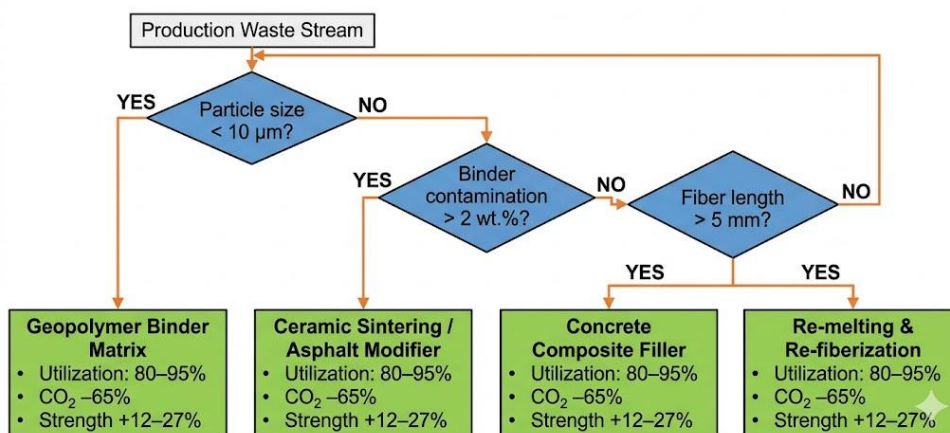 Production Waste Stream
Particle size
< 10 μm?
YES
NO
Binder
contamination
> 2 wt.%?
YES
NO
Fiber length
> 5 mm?
NO
YES
YES
Geopolymer Binder
Matrix
• Utilization: 80–95%
• CO₂ –65%
• Strength +12–27%
Ceramic Sintering /
Asphalt Modifier
• Utilization: 80–95%
• CO₂ –65%
• Strength +12–27%
Concrete
Composite Filler
• Utilization: 80–95%
• CO₂ –65%
• Strength +12–27%
Re-melting &
Re-fiberization
• Utilization: 80–95%
• CO₂ –65%
• Strength +12–27%